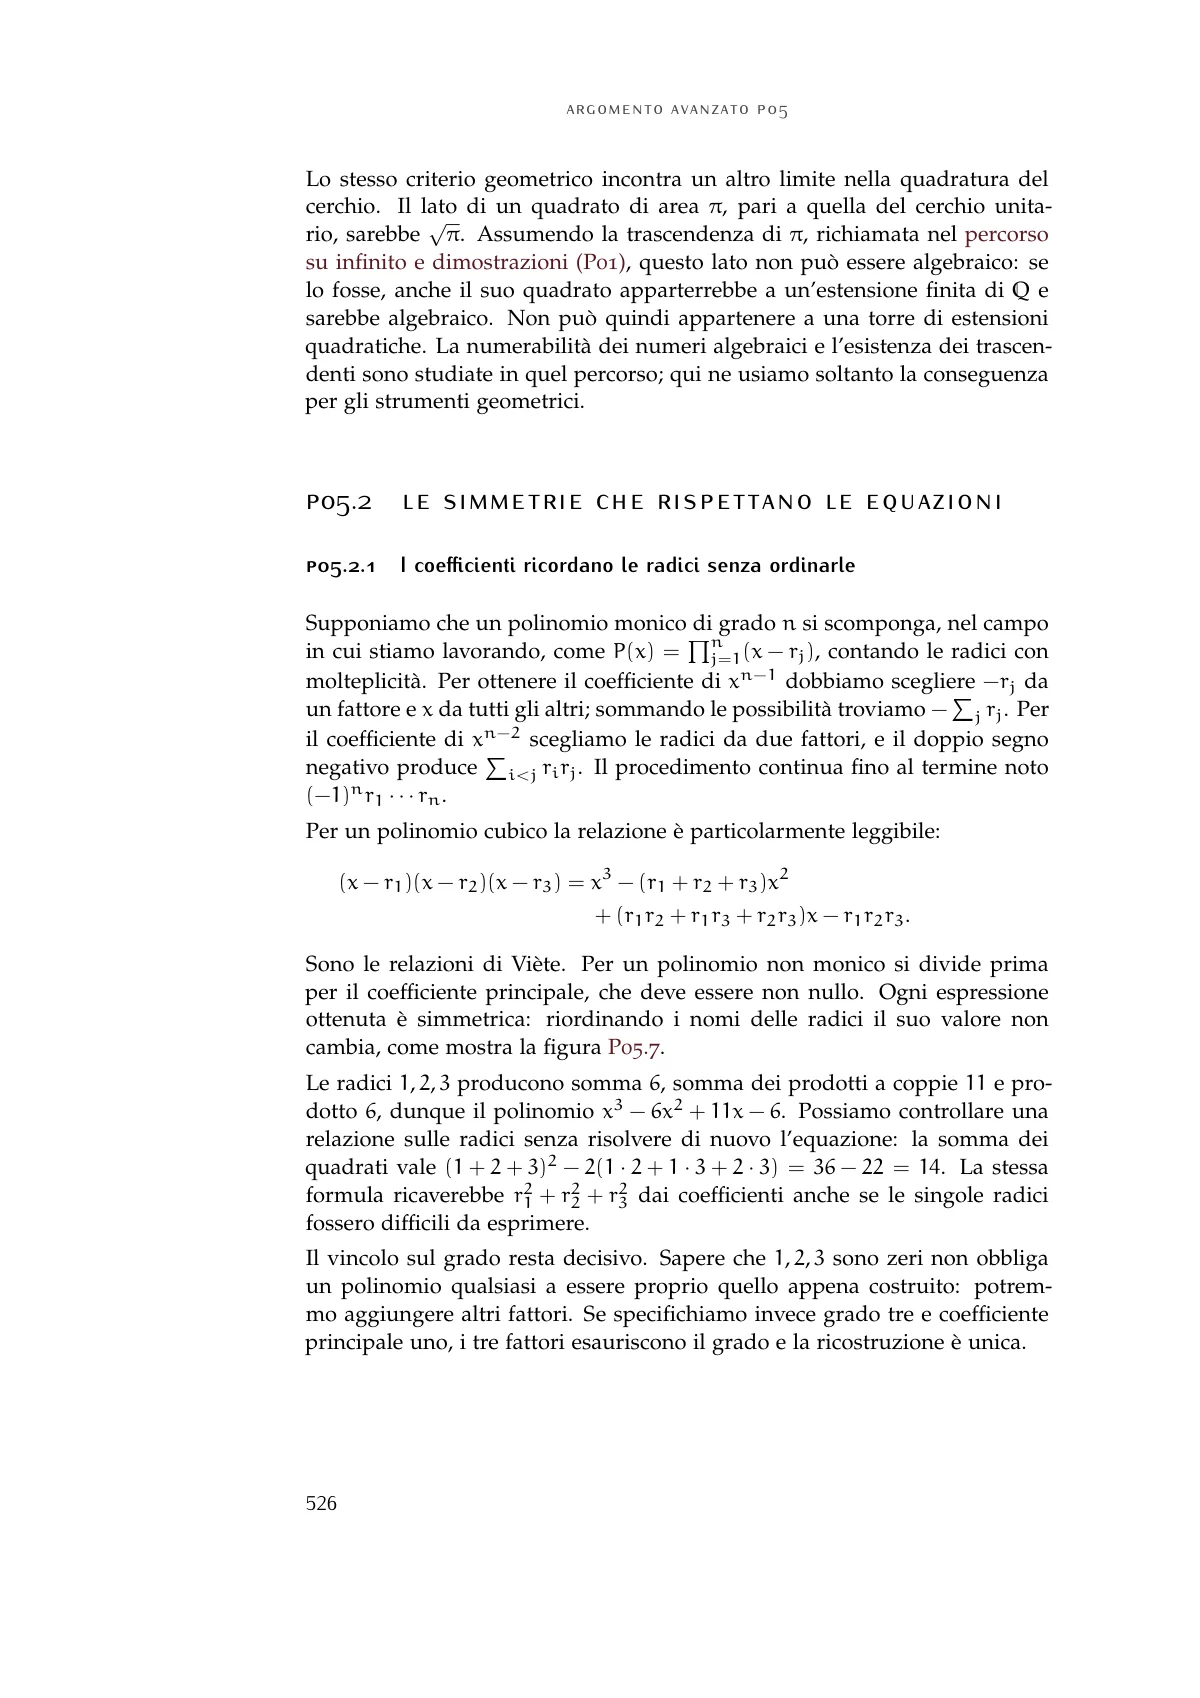 ARGOMENTO AVANZATO P05
Lo stesso criterio geometrico incontra un altro limite nella quadratura del
cerchio. Il lato di un quadrato di area π, pari a quella del cerchio unita-
rio, sarebbe √π. Assumendo la trascendenza di π, richiamata nel percorso
su infinito e dimostrazioni (P01), questo lato non può essere algebraico: se
lo fosse, anche il suo quadrato apparterrebbe a un'estensione finita di ℚ e
sarebbe algebraico. Non può quindi appartenere a una torre di estensioni
quadratiche. La numerabilità dei numeri algebraici e l'esistenza dei trascen-
denti sono studiate in quel percorso; qui ne usiamo soltanto la conseguenza
per gli strumenti geometrici.
P05.2 LE SIMMETRIE CHE RISPETTANO LE EQUAZIONI
P05.2.1 I coefficienti ricordano le radici senza ordinarle
Supponiamo che un polinomio monico di grado n si scomponga, nel campo
in cui stiamo lavorando, come P(x) = ∏ⁿⱼ₌₁(x − rⱼ), contando le radici con
molteplicità. Per ottenere il coefficiente di xⁿ⁻¹ dobbiamo scegliere −rⱼ da
un fattore e x da tutti gli altri; sommando le possibilità troviamo − ∑ⱼ rⱼ. Per
il coefficiente di xⁿ⁻² scegliamo le radici da due fattori, e il doppio segno
negativo produce ∑ᵢ<ⱼ rᵢrⱼ. Il procedimento continua fino al termine noto
(−1)ⁿr₁ ⋯ rₙ.
Per un polinomio cubico la relazione è particolarmente leggibile:
(x − r₁)(x − r₂)(x − r₃) = x³ − (r₁ + r₂ + r₃)x²
+ (r₁r₂ + r₁r₃ + r₂r₃)x − r₁r₂r₃.
Sono le relazioni di Viète. Per un polinomio non monico si divide prima
per il coefficiente principale, che deve essere non nullo. Ogni espressione
ottenuta è simmetrica: riordinando i nomi delle radici il suo valore non
cambia, come mostra la figura P05.7.
Le radici 1, 2, 3 producono somma 6, somma dei prodotti a coppie 11 e pro-
dotto 6, dunque il polinomio x³ − 6x² + 11x − 6. Possiamo controllare una
relazione sulle radici senza risolvere di nuovo l'equazione: la somma dei
quadrati vale (1 + 2 + 3)² − 2(1 · 2 + 1 · 3 + 2 · 3) = 36 − 22 = 14. La stessa
formula ricaverebbe r₁² + r₂² + r₃² dai coefficienti anche se le singole radici
fossero difficili da esprimere.
Il vincolo sul grado resta decisivo. Sapere che 1, 2, 3 sono zeri non obbliga
un polinomio qualsiasi a essere proprio quello appena costruito: potrem-
mo aggiungere altri fattori. Se specifichiamo invece grado tre e coefficiente
principale uno, i tre fattori esauriscono il grado e la ricostruzione è unica.
526